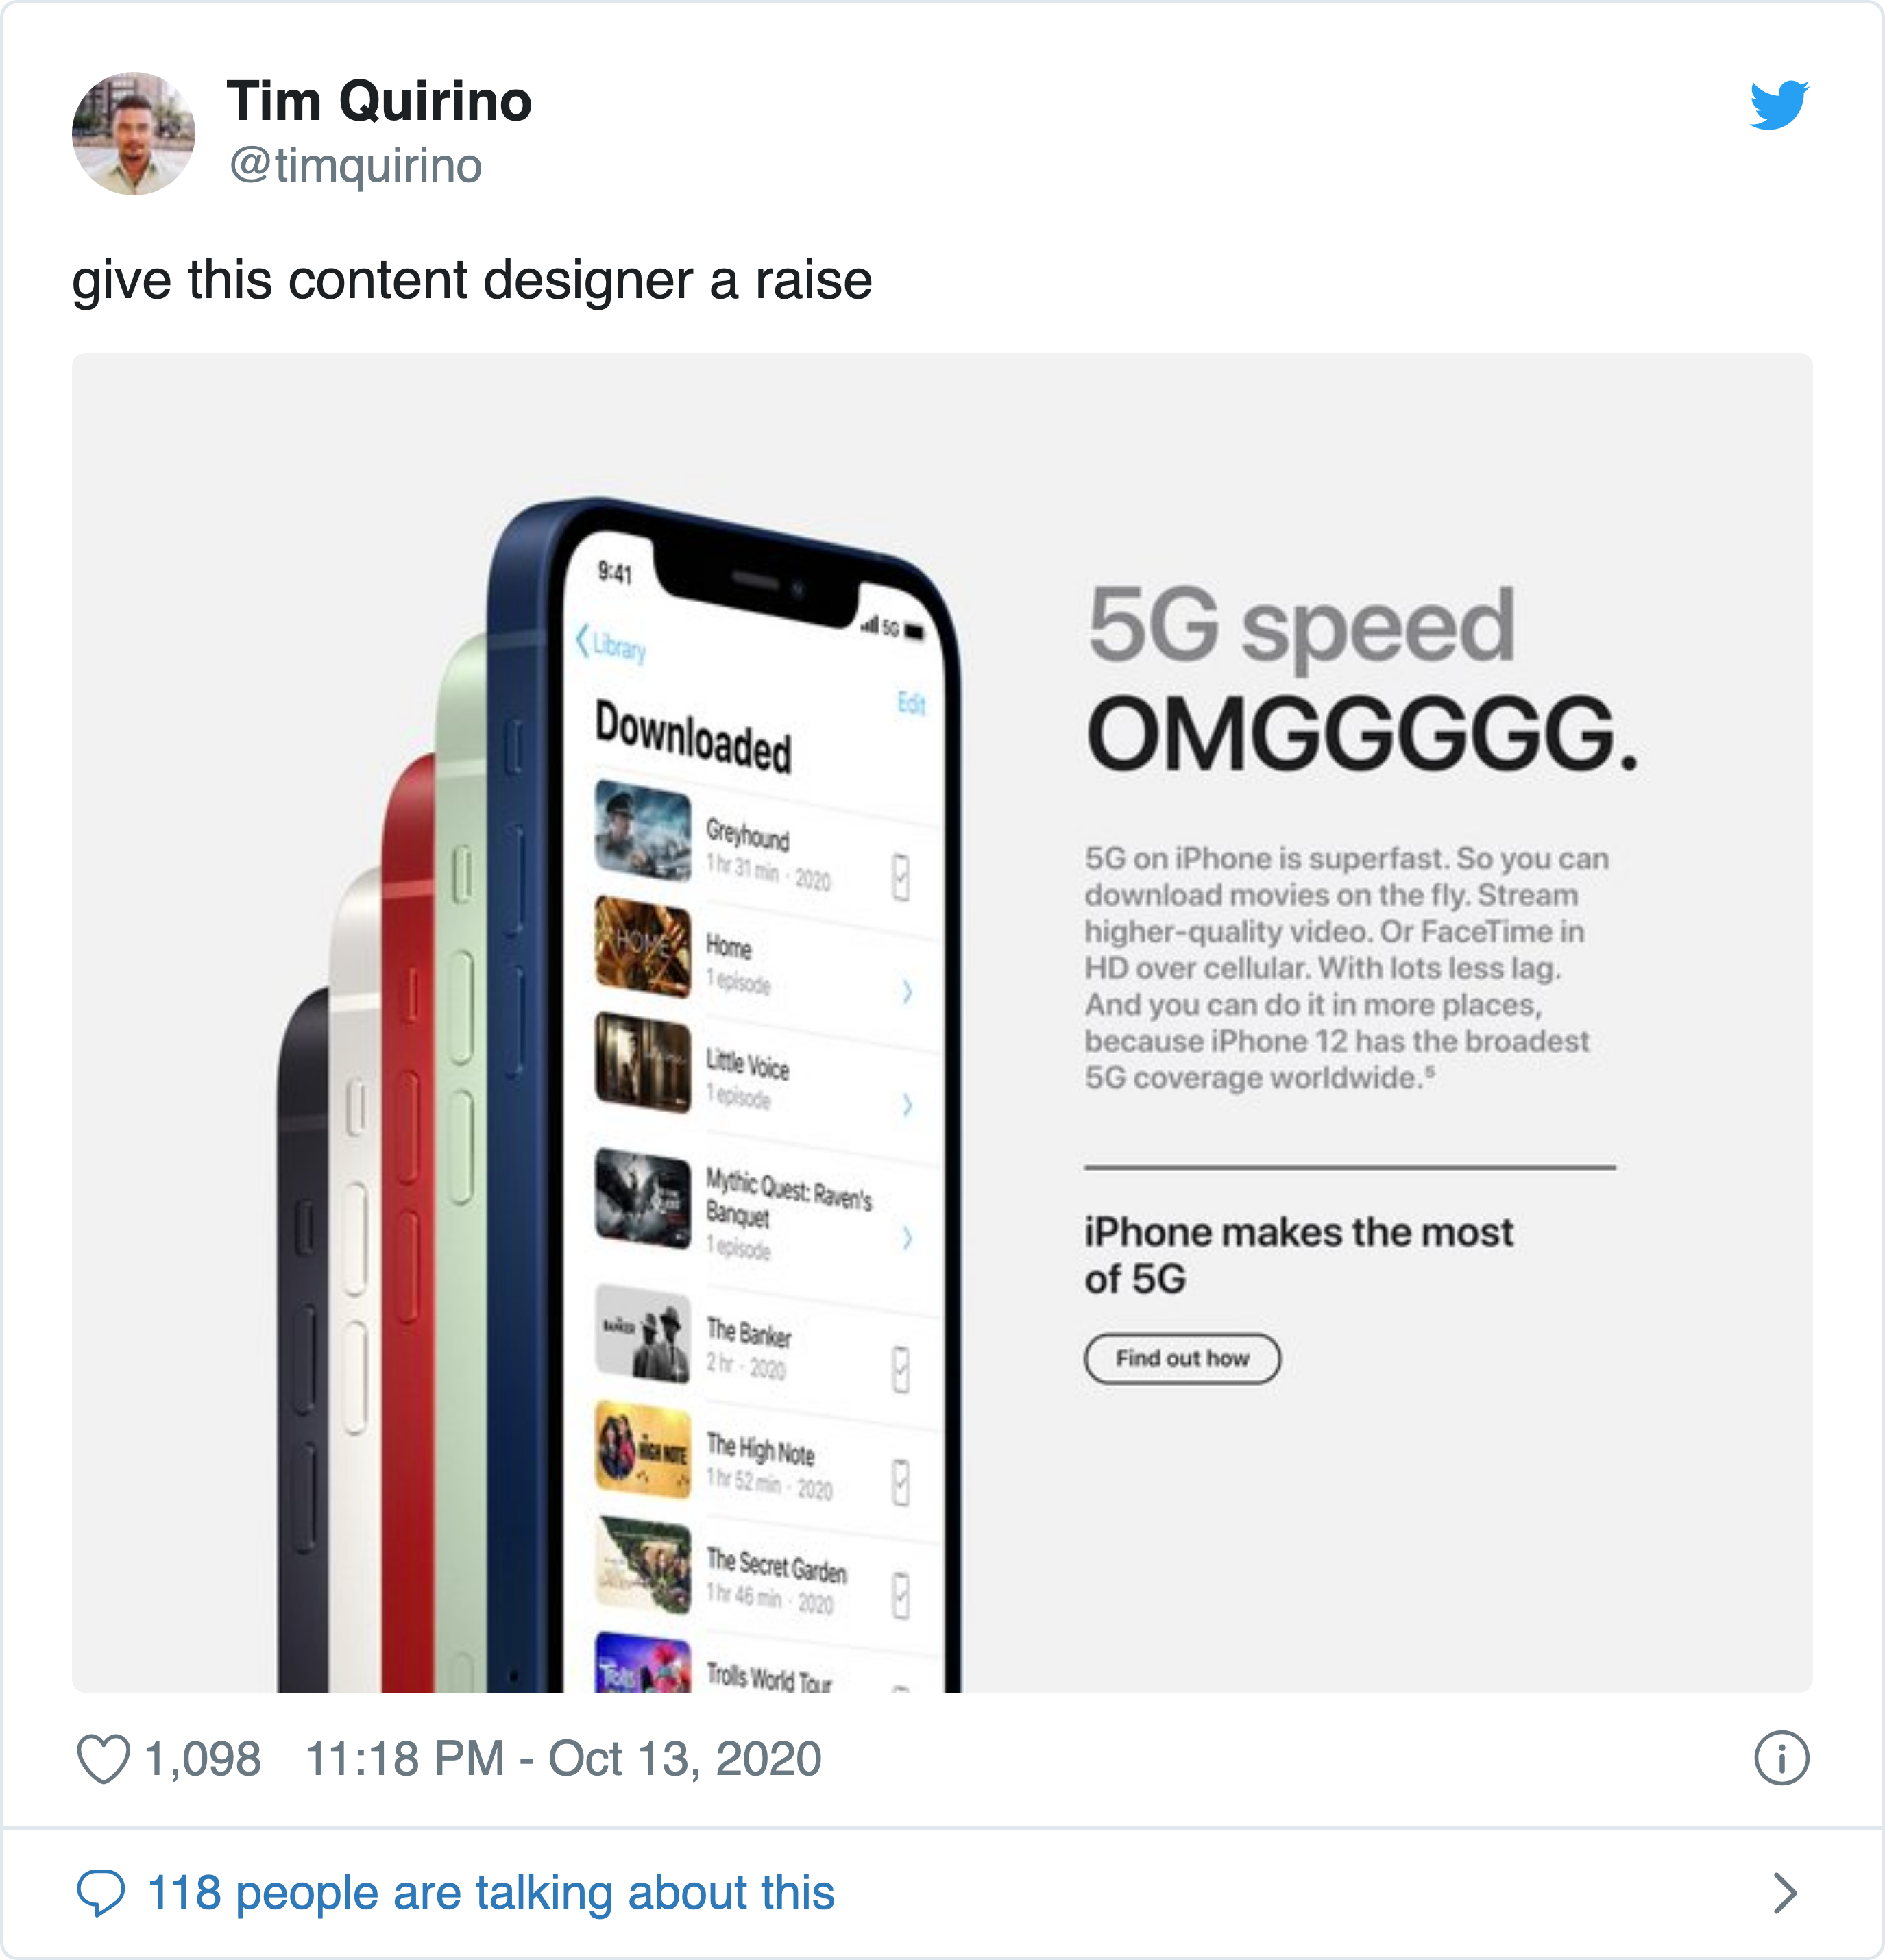 Tim Quirino
@timquirino
give this content designer a raise
9:41
5G
Library
Edit
Downloaded
Greyhound
1 hr 31 min · 2020
HOME
Home
1 episode
Little Voice
1 episode
Mythic Quest: Raven's
Banquet
1 episode
BANKER
The Banker
2 hr · 2020
HIGH NOTE
The High Note
1 hr 52 min · 2020
The Secret Garden
1 hr 46 min · 2020
Trolls
Trolls World Tour
5G speed
OMGGGGG.
5G on iPhone is superfast. So you can
download movies on the fly. Stream
higher-quality video. Or FaceTime in
HD over cellular. With lots less lag.
And you can do it in more places,
because iPhone 12 has the broadest
5G coverage worldwide.⁵
iPhone makes the most
of 5G
Find out how
1,098 11:18 PM - Oct 13, 2020
118 people are talking about this